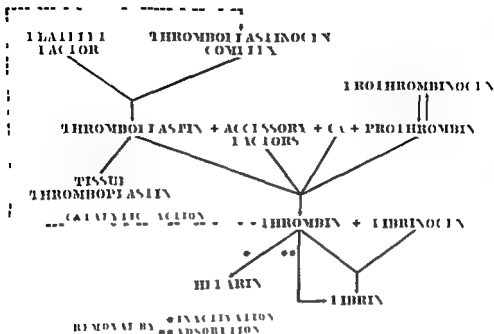 PLATELET THROMBOPLASTINOGEN
FACTOR COMPLEX
PROTHROMBINOGEN
THROMBOPLASTIN + ACCESSORY + CA + PROTHROMBIN
FACTORS
TISSUE
THROMBOPLASTIN
CATALYTIC ACTION
THROMBIN + FIBRINOGEN
* **
HEPARIN
FIBRIN
REMOVAL BY * INACTIVATION
** ADSORPTION